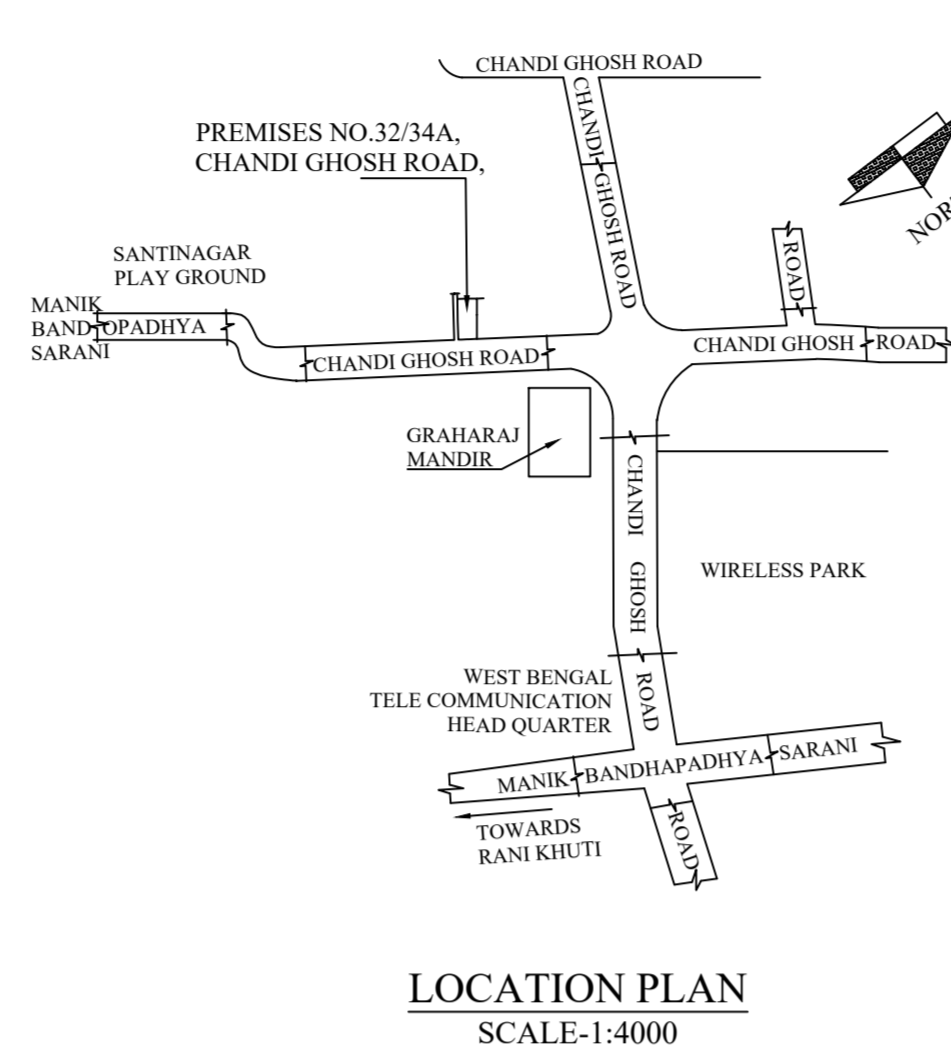 CHANDI GHOSH ROAD
CHANDI GHOSH ROAD
PREMISES NO.32/34A,
CHANDI GHOSH ROAD,
NOR
SANTINAGAR
PLAY GROUND
ROAD
MANIK
BANDOPADHYA
SARANI
CHANDI GHOSH ROAD
CHANDI GHOSH ROAD
GRAHARAJ
MANDIR
CHANDI GHOSH ROAD
WIRELESS PARK
WEST BENGAL
TELE COMMUNICATION
HEAD QUARTER
MANIK BANDHAPADHYA SARANI
TOWARDS
RANI KHUTI
ROAD
LOCATION PLAN
SCALE-1:4000